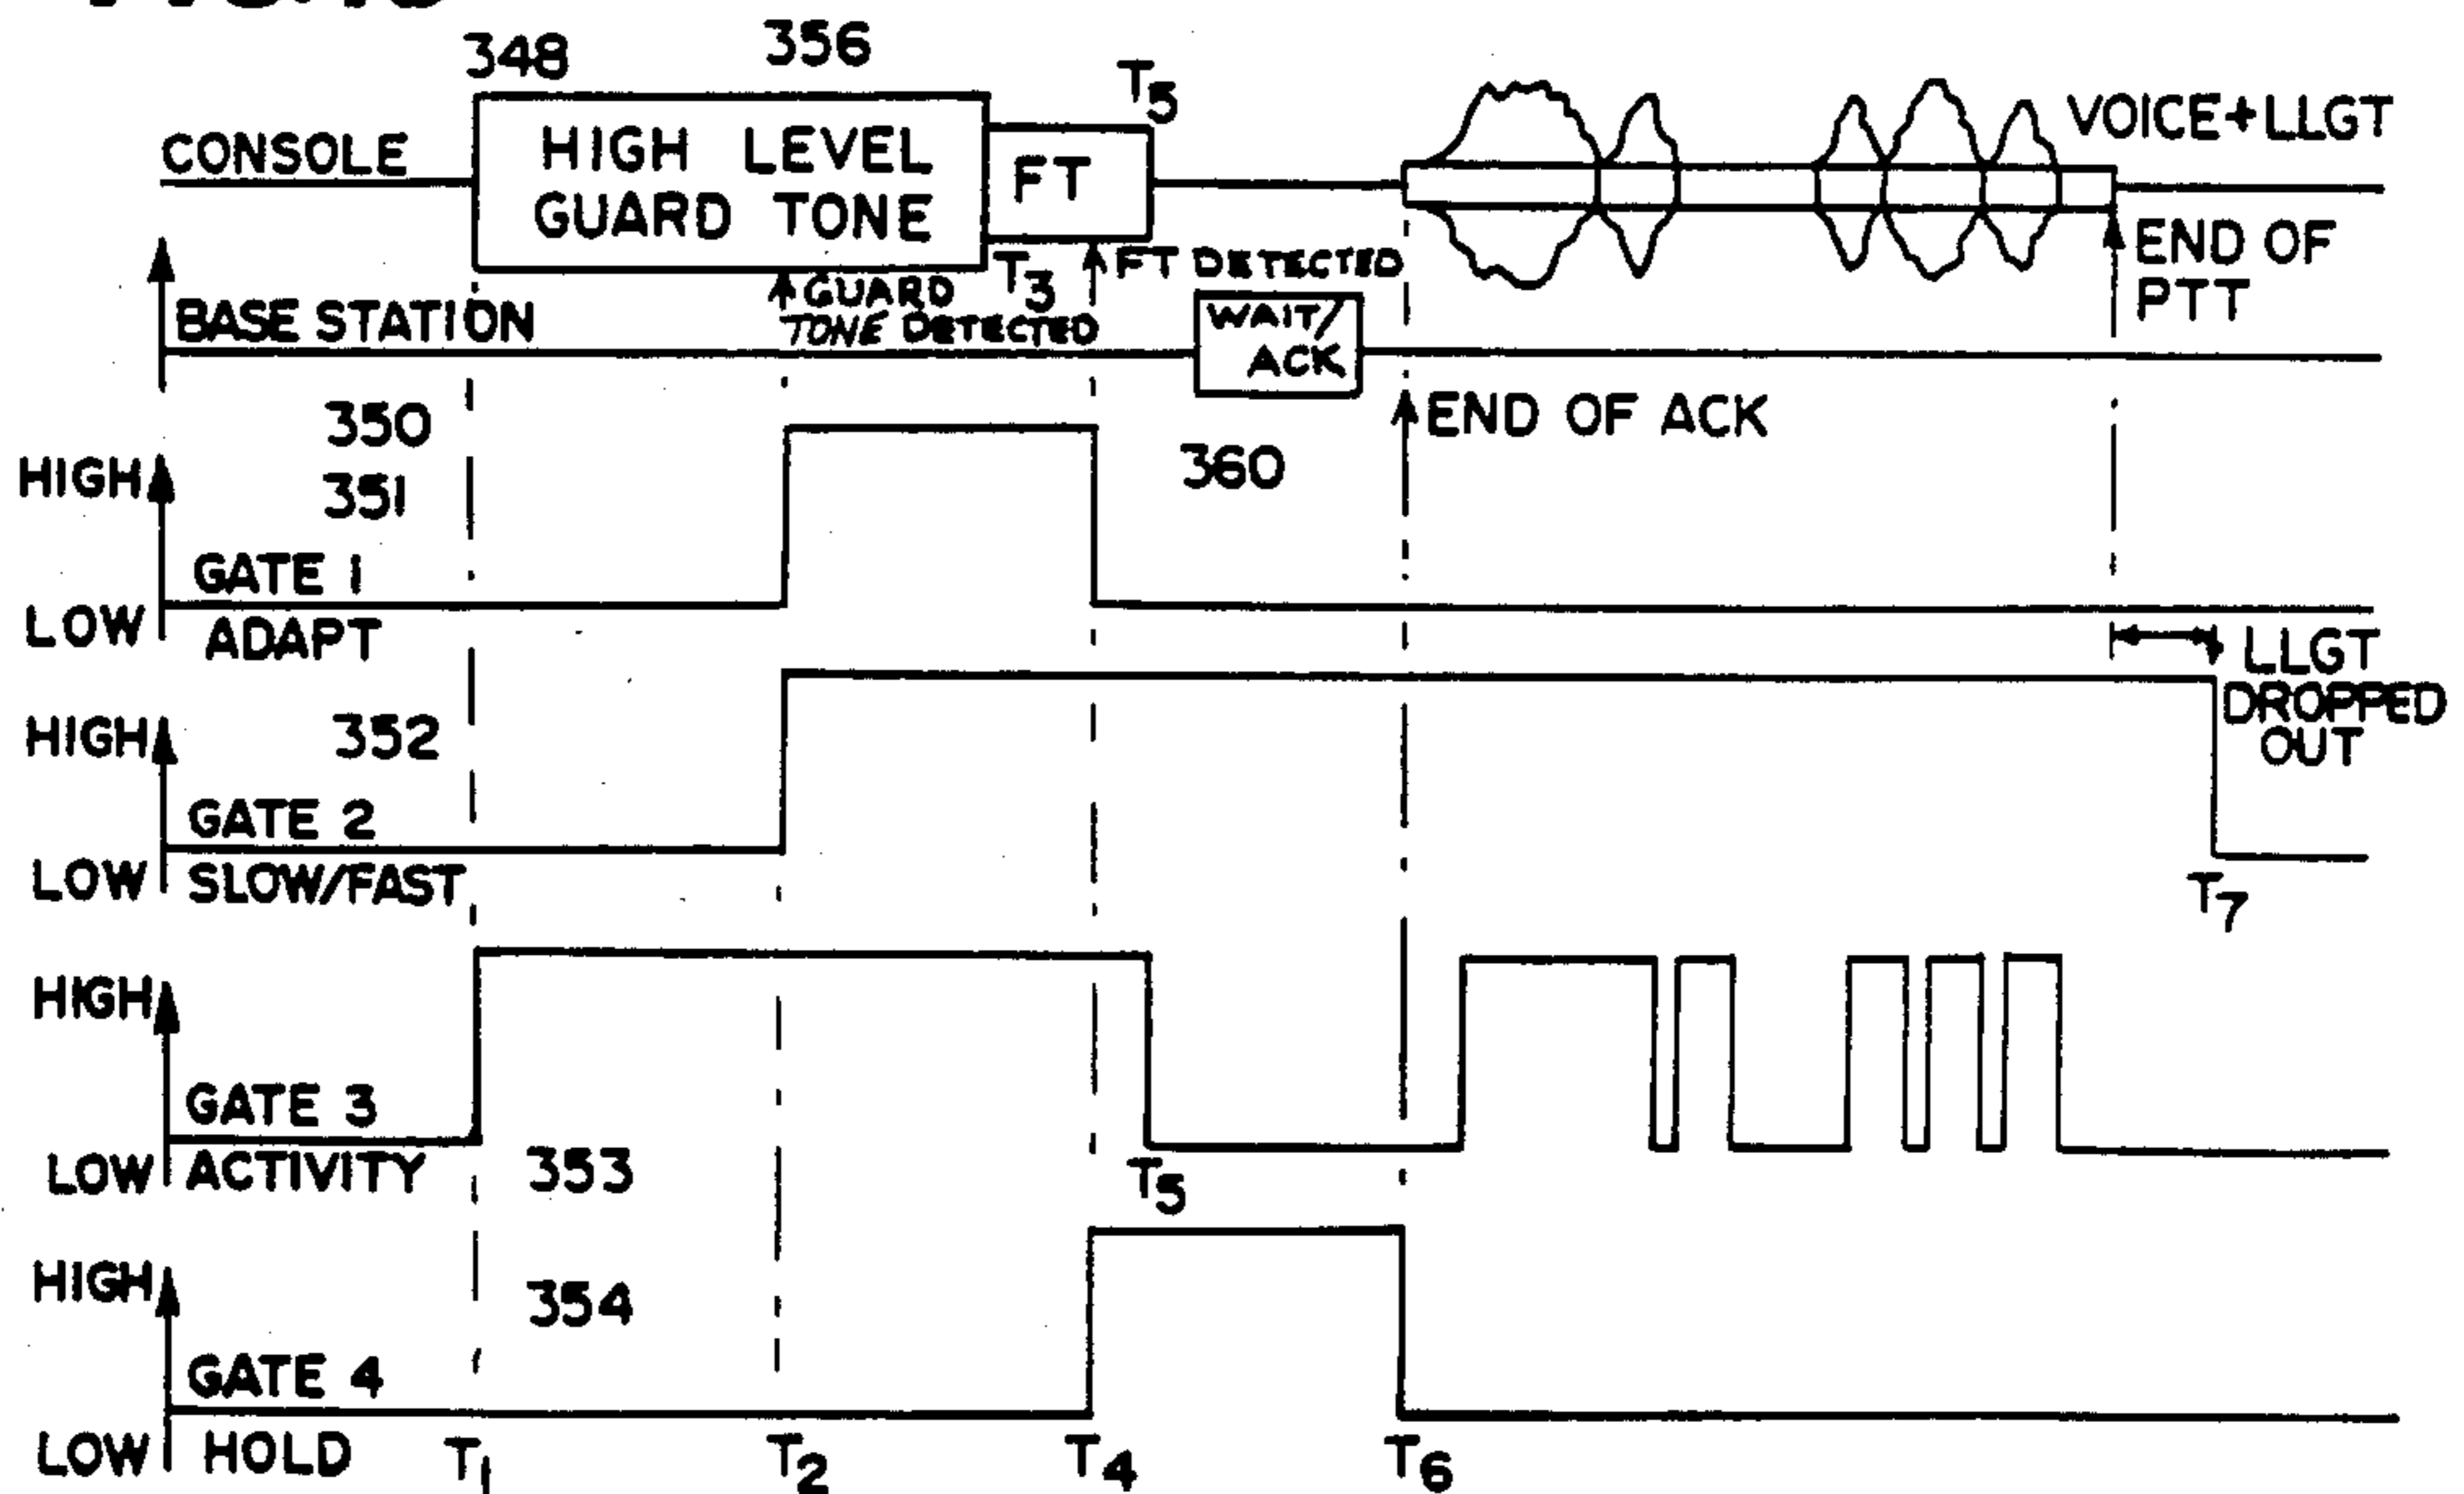 348
356
T5
CONSOLE
HIGH LEVEL
GUARD TONE
FT
VOICE+LLGT
T3
FT DETECTED
END OF
PTT
GUARD
TONE DETECTED
BASE STATION
WAIT/
ACK
END OF ACK
350
351
360
HIGH
GATE 1
LOW
ADAPT
LLGT
DROPPED
OUT
HIGH
352
GATE 2
LOW
SLOW/FAST
T7
HIGH
GATE 3
LOW
ACTIVITY
353
T5
HIGH
354
GATE 4
LOW
HOLD
T1
T2
T4
T6